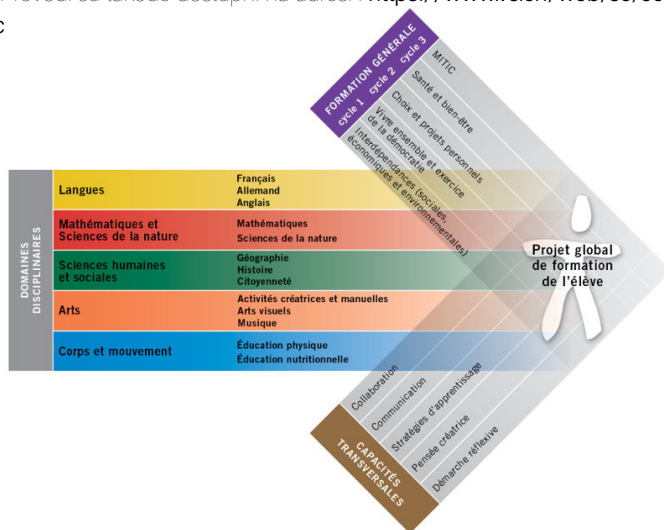 c
FORMATION GÉNÉRALE
cycle 1 cycle 2 cycle 3
MITIC
Santé et bien-être
Choix et projets personnels
Vivre ensemble et exercice
de la démocratie
Interdépendances (sociales,
économiques et environnementales)
DOMAINES
DISCIPLINAIRES
Langues
Français
Allemand
Anglais
Mathématiques et
Sciences de la nature
Mathématiques
Sciences de la nature
Sciences humaines
et sociales
Géographie
Histoire
Citoyenneté
Arts
Activités créatrices et manuelles
Arts visuels
Musique
Corps et mouvement
Éducation physique
Éducation nutritionnelle
Projet global
de formation
de l'élève
Collaboration
Communication
Stratégies d'apprentissage
Pensée créatrice
Démarche réflexive
CAPACITÉS
TRANSVERSALES